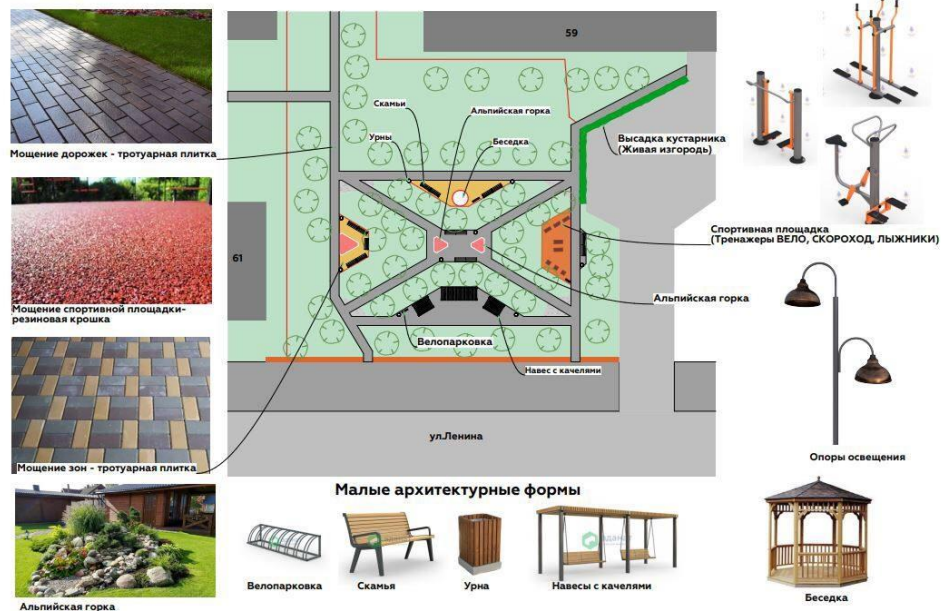 59
Скамьи
Альпийская горка
Урны
Беседка
Высадка кустарника
(Живая изгородь)
Мощение дорожек - тротуарная плитка
Спортивная площадка
(Тренажеры ВЕЛО, СКОРОХОД, ЛЫЖНИКИ)
61
Альпийская горка
Мощение спортивной площадки-
резиновая крошка
Велопарковка
Навес с качелями
ул.Ленина
Опоры освещения
Мощение зон - тротуарная плитка
Малые архитектурные формы
Велопарковка
Скамья
Урна
Навесы с качелями
Беседка
Альпийская горка